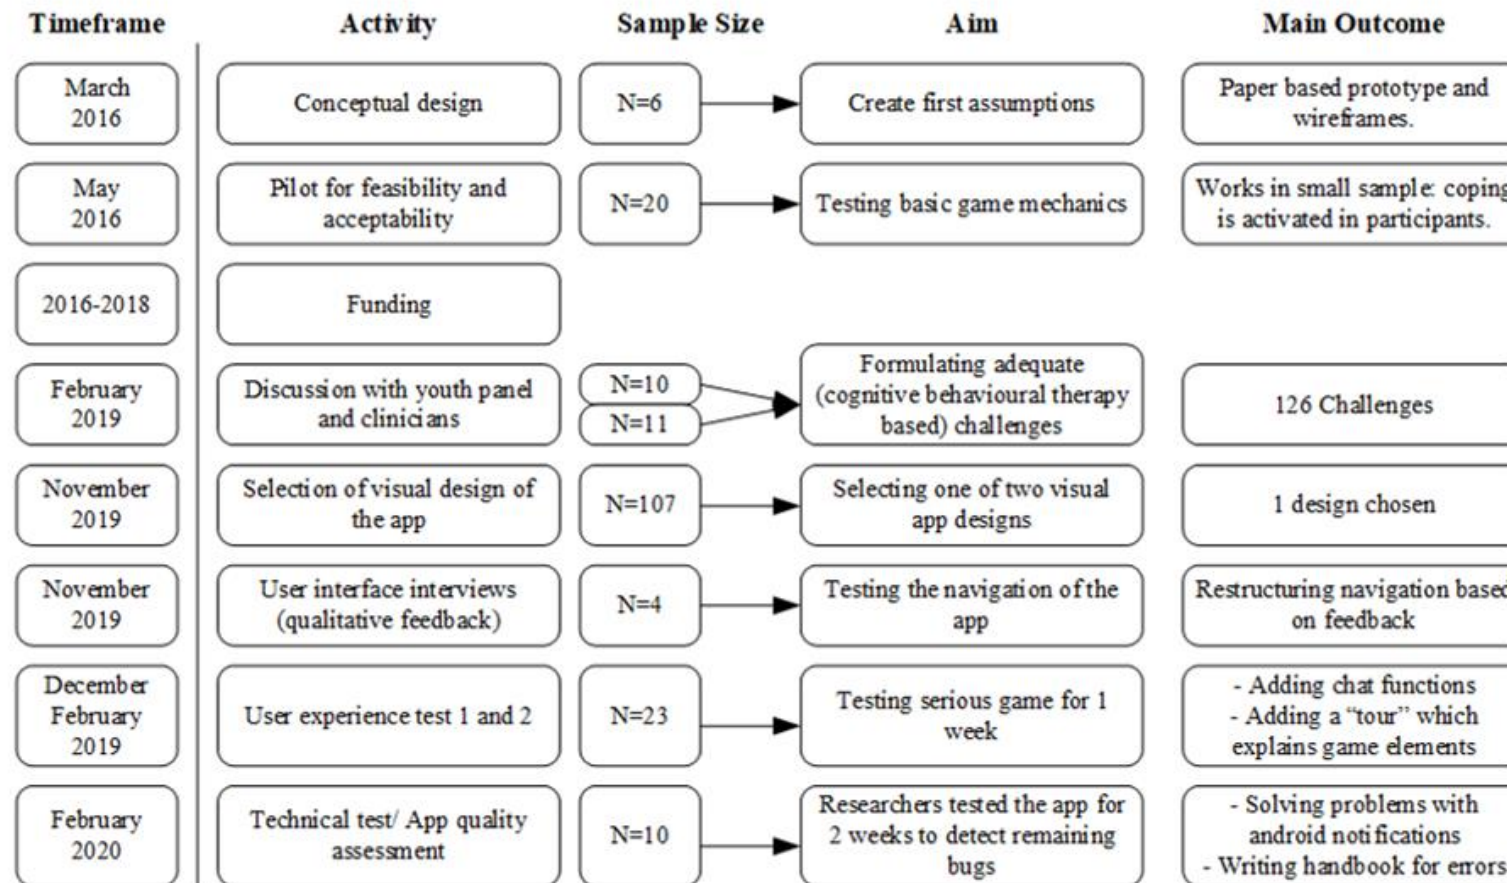 Timeframe Activity Sample Size Aim Main Outcome
March
2016
Conceptual design
N=6
Create first assumptions
Paper based prototype and
wireframes.
May
2016
Pilot for feasibility and
acceptability
N=20
Testing basic game mechanics
Works in small sample: coping
is activated in participants.
2016-2018
Funding
February
2019
Discussion with youth panel
and clinicians
N=10
N=11
Formulating adequate
(cognitive behavioural therapy
based) challenges
126 Challenges
November
2019
Selection of visual design of
the app
N=107
Selecting one of two visual
app designs
1 design chosen
November
2019
User interface interviews
(qualitative feedback)
N=4
Testing the navigation of the
app
Restructuring navigation based
on feedback
December
February
2019
User experience test 1 and 2
N=23
Testing serious game for 1
week
- Adding chat functions
- Adding a “tour” which
explains game elements
February
2020
Technical test/ App quality
assessment
N=10
Researchers tested the app for
2 weeks to detect remaining
bugs
- Solving problems with
android notifications
- Writing handbook for errors